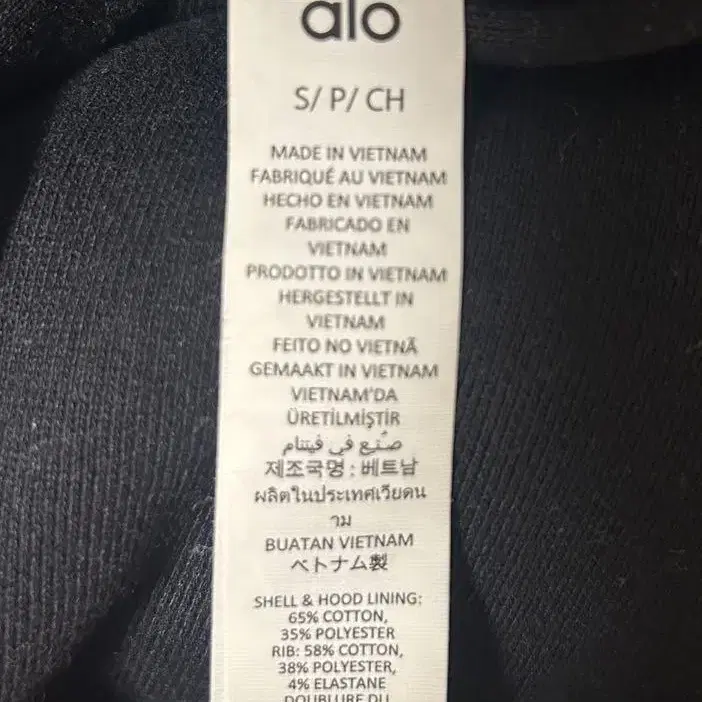 alo
S/ P/ CH
MADE IN VIETNAM
FABRIQUÉ AU VIETNAM
HECHO EN VIETNAM
FABRICADO EN
VIETNAM
PRODOTTO IN VIETNAM
HERGESTELLT IN
VIETNAM
FEITO NO VIETNÃ
GEMAAKT IN VIETNAM
VIETNAM'DA
ÜRETİLMİŞTİR
صُنِع في فيتنام
제조국명 : 베트남
ผลิตในประเทศเวียดน
าม
BUATAN VIETNAM
ベトナム製
SHELL & HOOD LINING:
65% COTTON,
35% POLYESTER
RIB: 58% COTTON,
38% POLYESTER,
4% ELASTANE
DOUBLURE DU